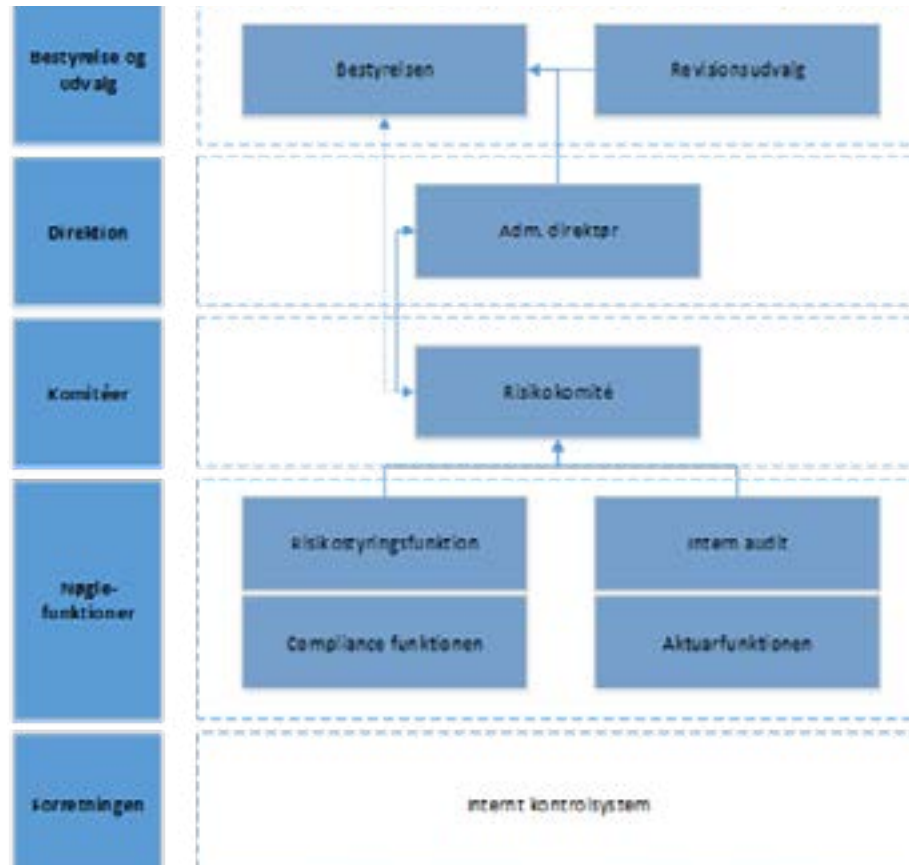 Bestyrelse og
udvalg
Bestyrelsen
Revisionsudvalg
Direktion
Adm. direktør
Komitéer
Risikokomité
Nøgle-
funktioner
Risikostyringsfunktion
Intern audit
Compliance funktionen
Aktuarfunktionen
Forretningen
Internt kontrolsystem